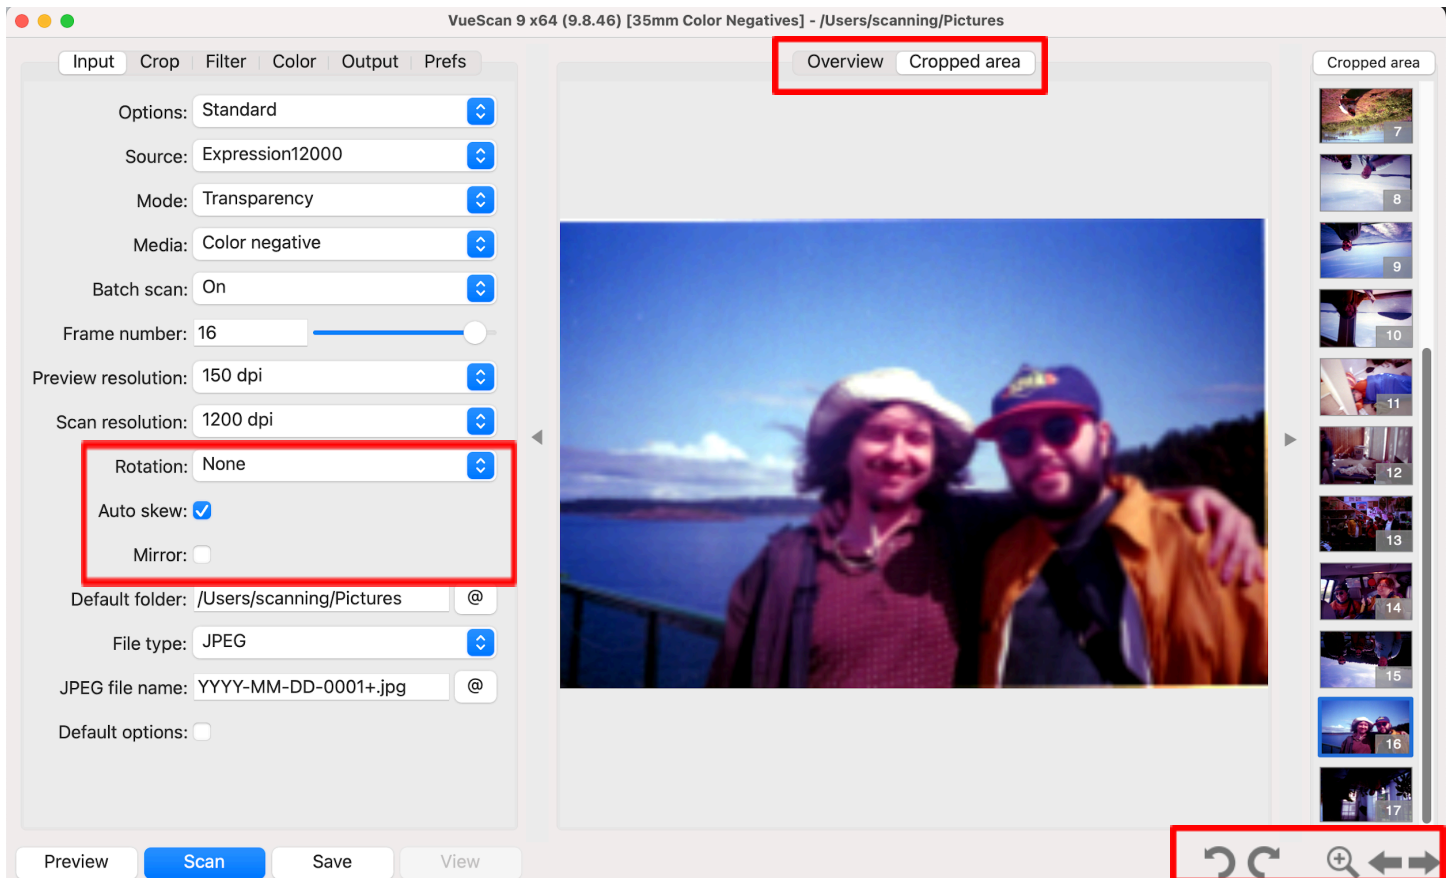 VueScan 9 x64 (9.8.46) [35mm Color Negatives] - /Users/scanning/Pictures
Input Crop Filter Color Output Prefs
Options: Standard
Source: Expression12000
Mode: Transparency
Media: Color negative
Batch scan: On
Frame number: 16
Preview resolution: 150 dpi
Scan resolution: 1200 dpi
Rotation: None
Auto skew:
Mirror:
Default folder: /Users/scanning/Pictures @
File type: JPEG
JPEG file name: YYYY-MM-DD-0001+.jpg @
Default options:
Preview Scan Save View
Overview Cropped area
Cropped area
7
8
9
10
11
12
13
14
15
16
17